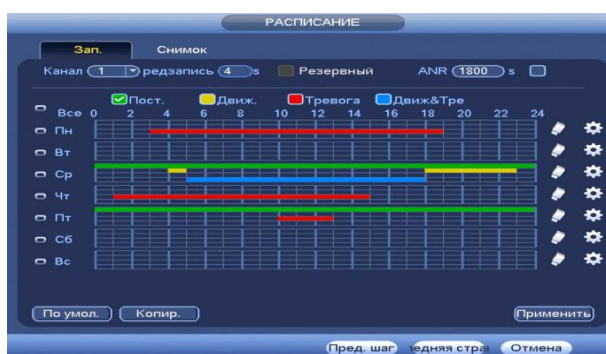 РАСПИСАНИЕ
Зап. Снимок
Канал 1 редзапись 4 s Резервный ANR 1800 s
Пост. Движ. Тревога Движ&Тре
Все 0 2 4 6 8 10 12 14 16 18 20 22 24
Пн
Вт
Ср
Чт
Пт
Сб
Вс
По умол. Копир. Применить
Пред. шаг едняя стра Отмена